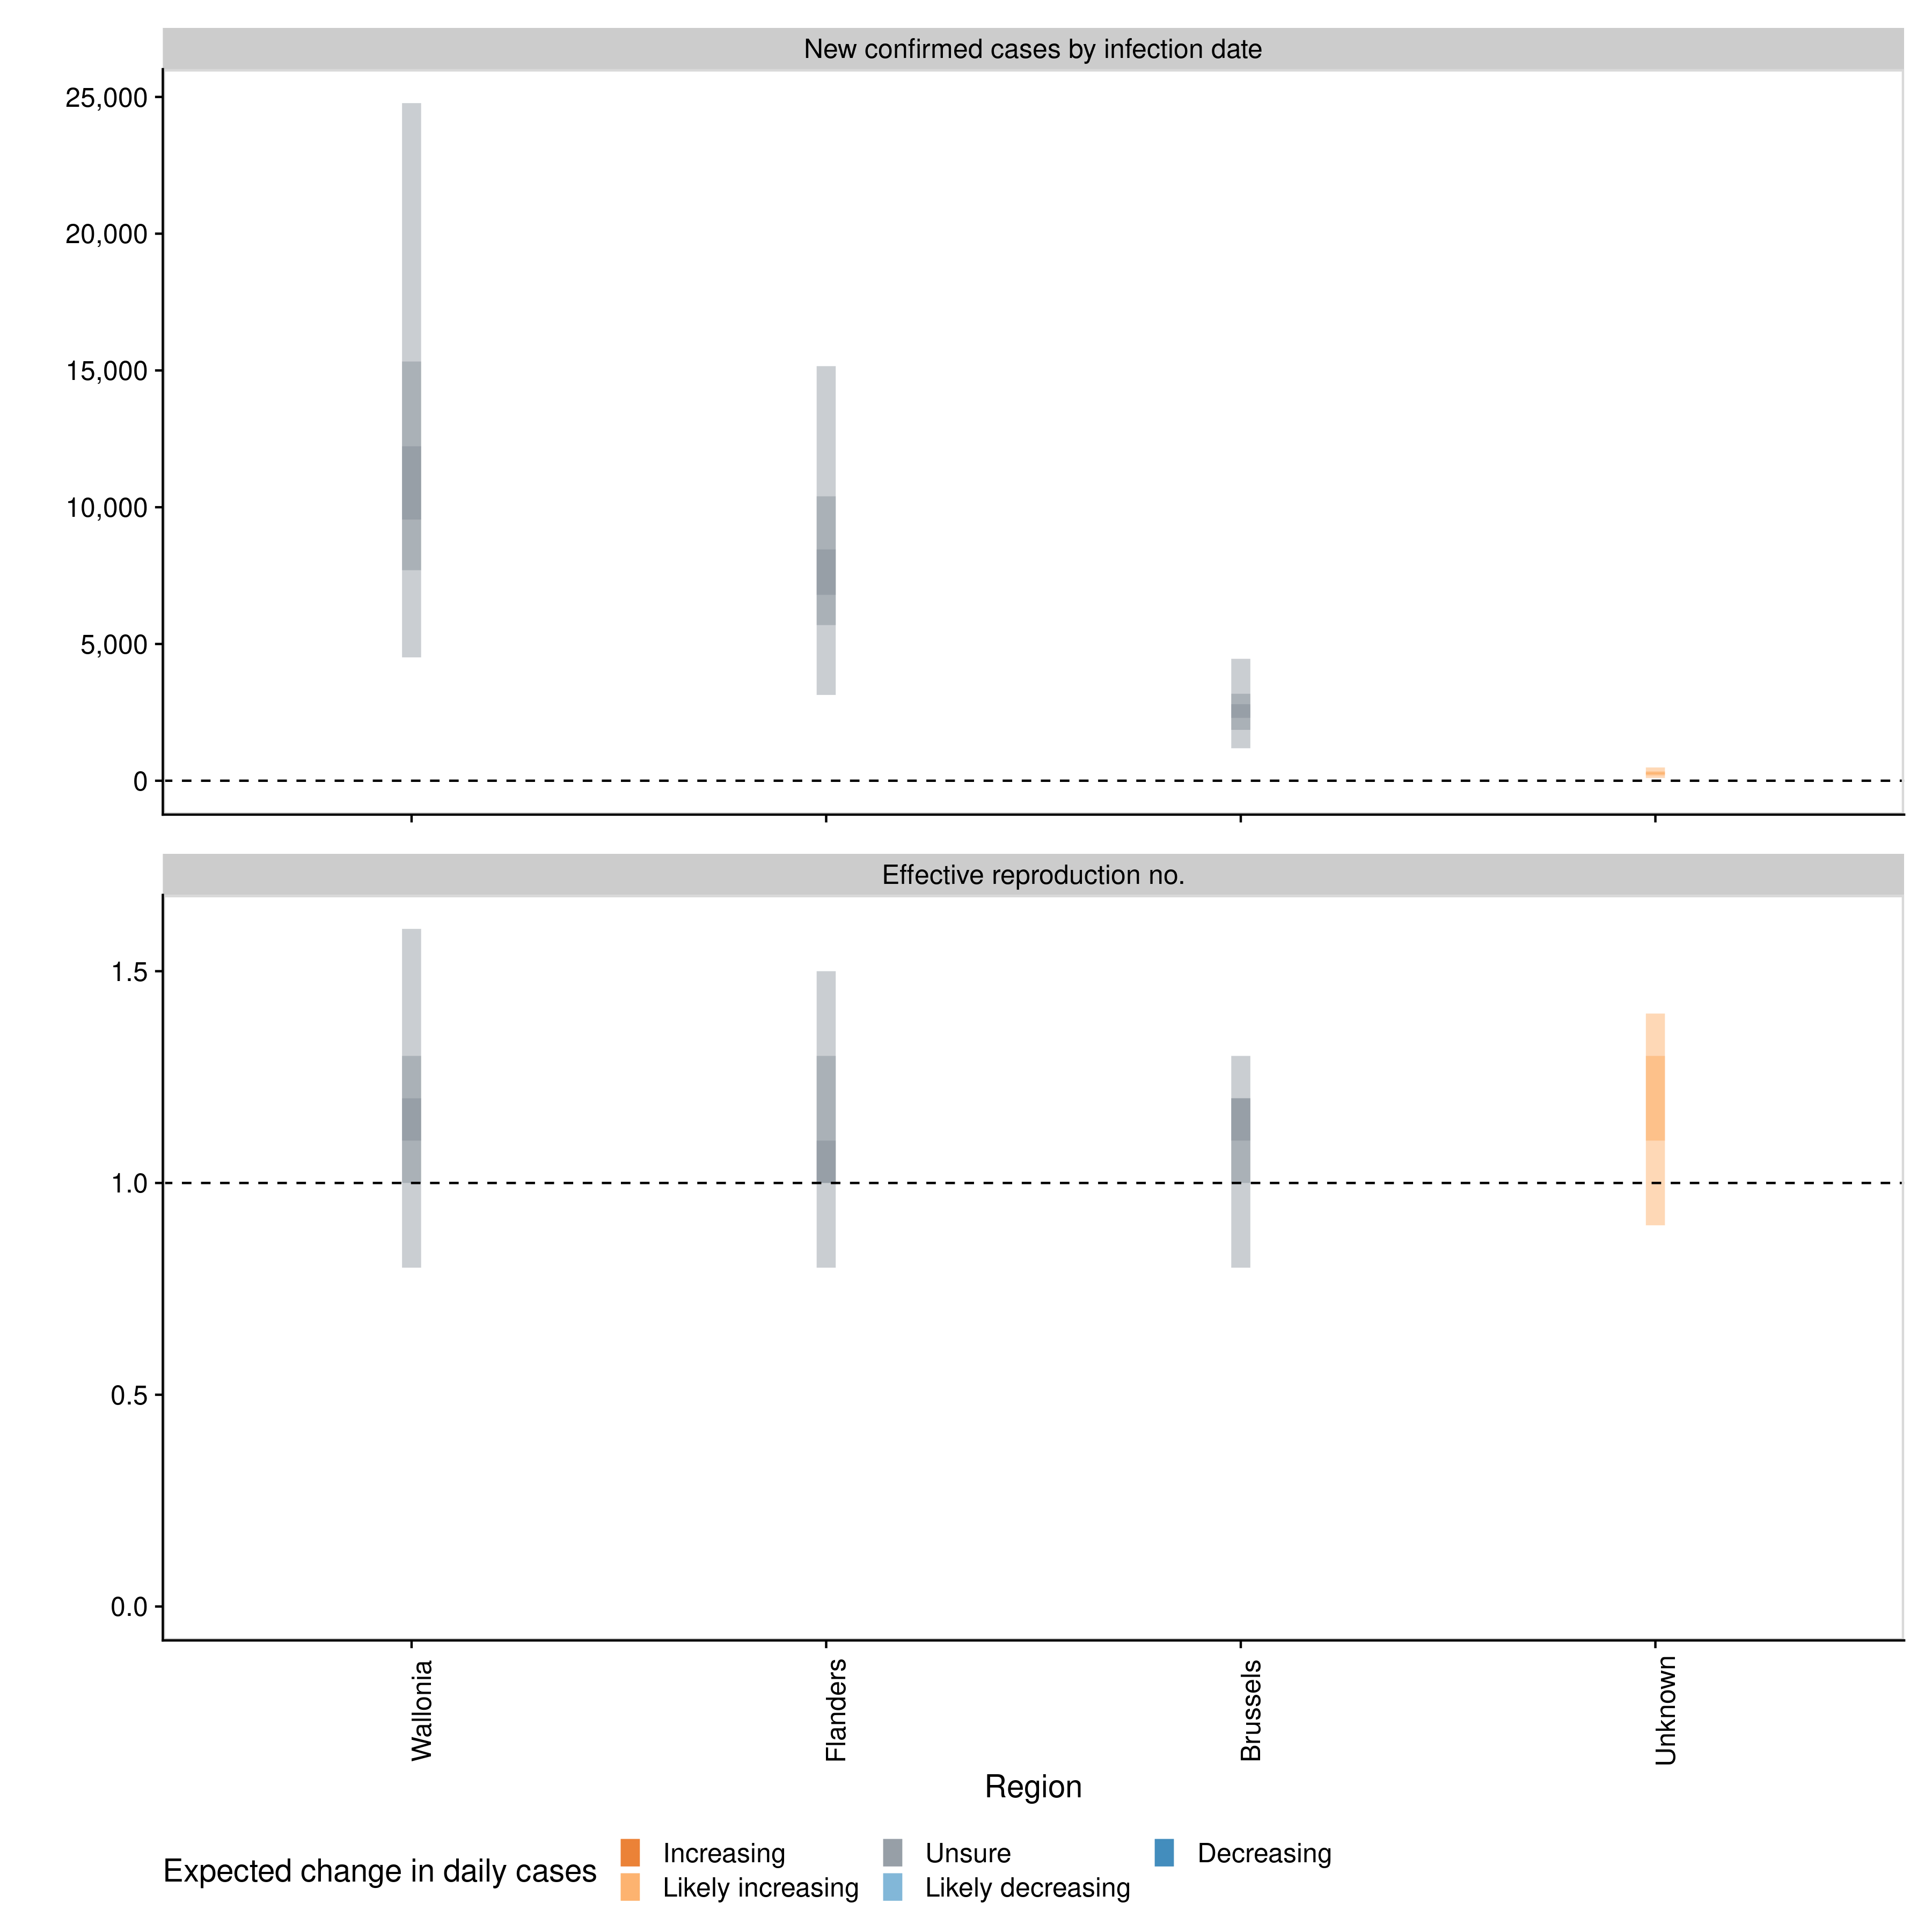 New confirmed cases by infection date
25,000
20,000
15,000
10,000
5,000
0
Effective reproduction no.
1.5
1.0
0.5
0.0
Wallonia
Flanders
Brussels
Unknown
Region
Expected change in daily cases
Increasing
Likely increasing
Unsure
Likely decreasing
Decreasing